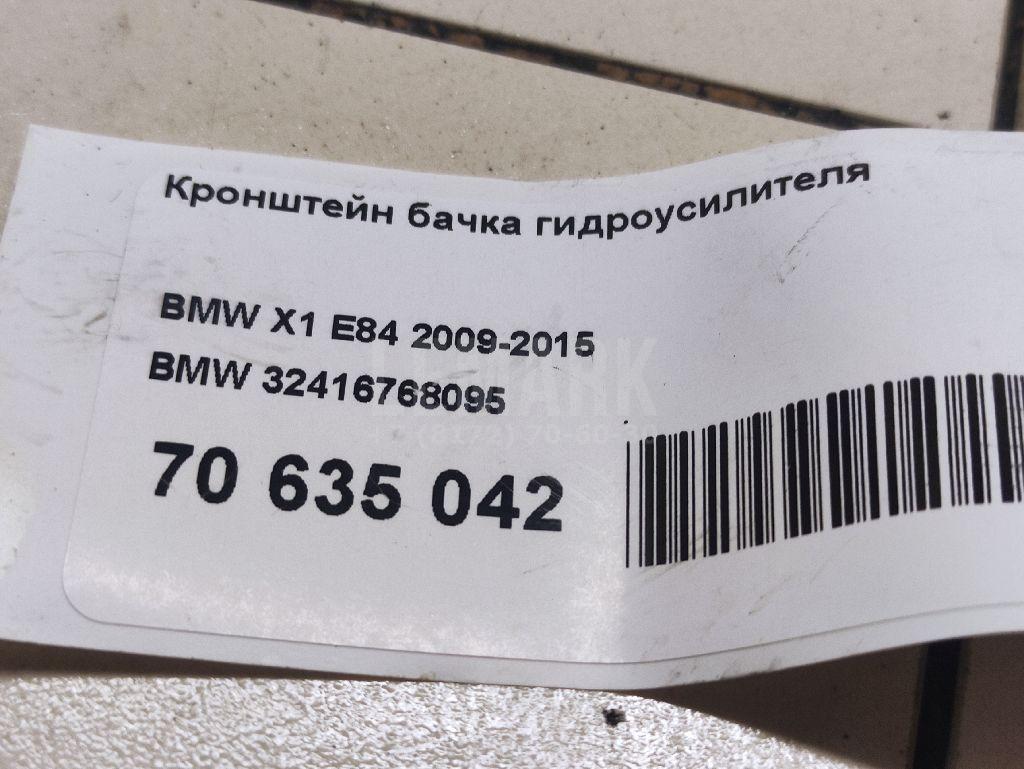 Кронштейн бачка гидроусилителя
BMW X1 E84 2009-2015
BMW 32416768095
70 635 042